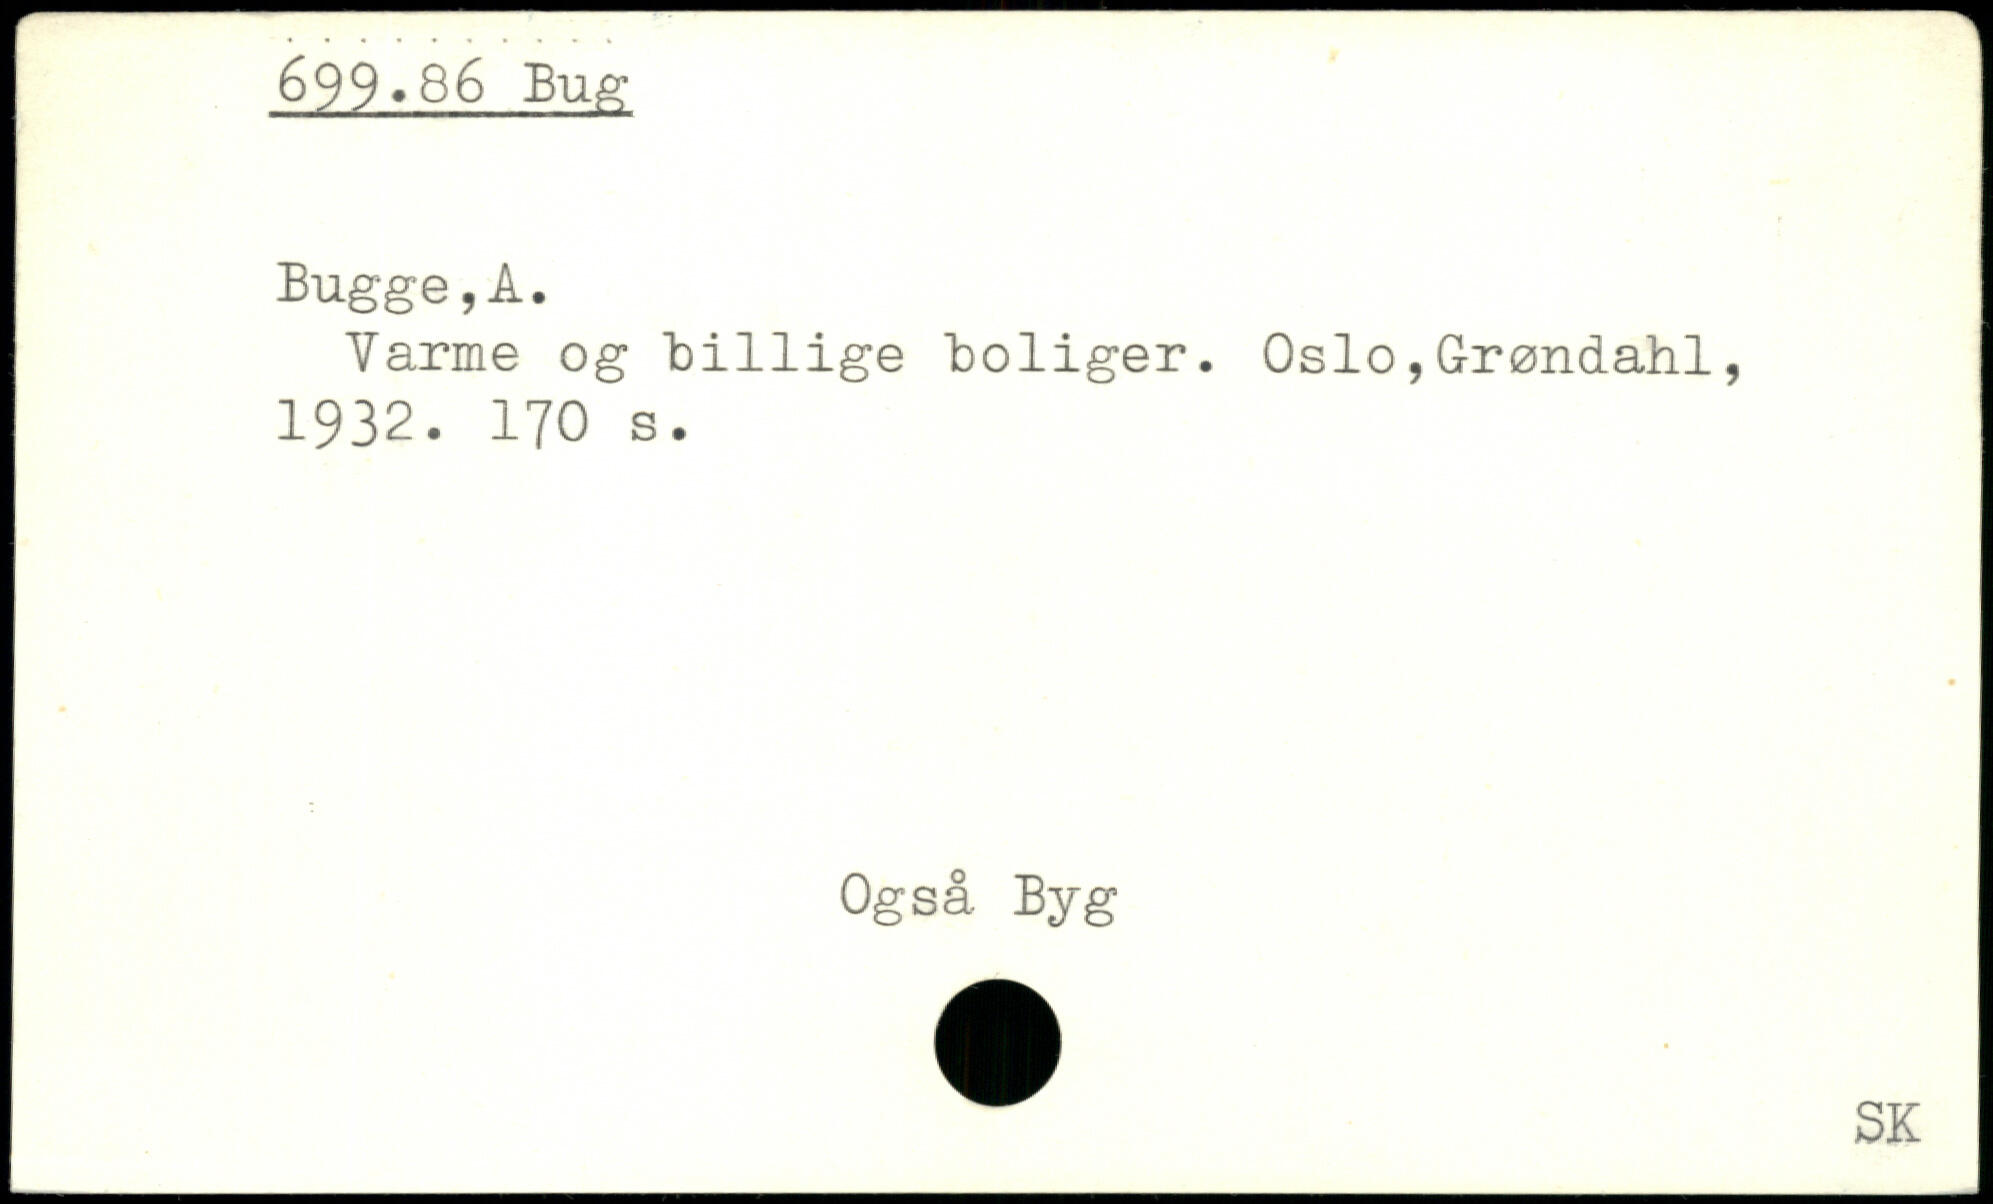 699.86 Bug
Bugge,A.
Varme og billige boliger. Oslo,Grøndahl,
1932. 170 s.
Også Byg
SK